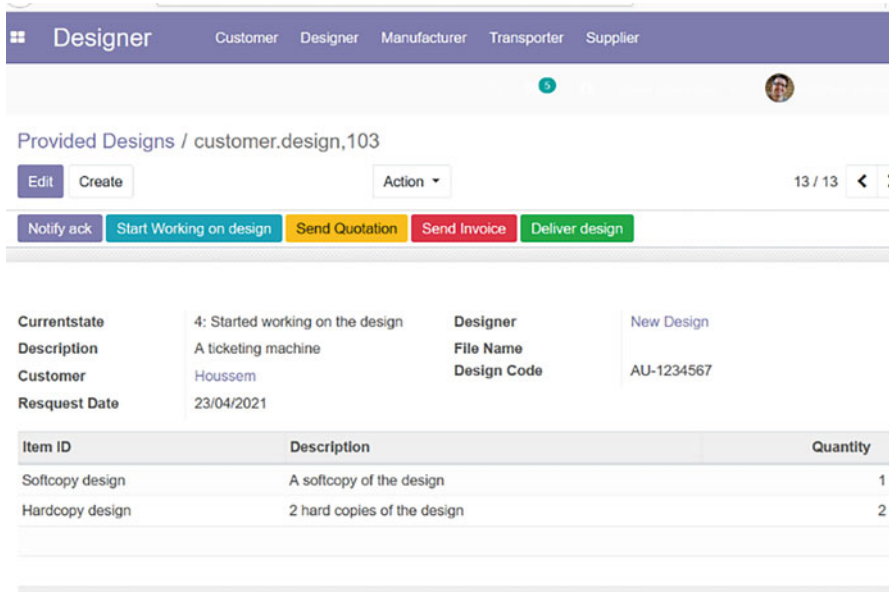 Designer Customer Designer Manufacturer Transporter Supplier
5
Provided Designs / customer.design,103
Edit Create Action 13 / 13
Notify ack Start Working on design Send Quotation Send Invoice Deliver design
Currentstate 4: Started working on the design Designer New Design
Description A ticketing machine File Name
Customer Houssem Design Code AU-1234567
Resquest Date 23/04/2021
Item ID Description Quantity
Softcopy design A softcopy of the design 1
Hardcopy design 2 hard copies of the design 2